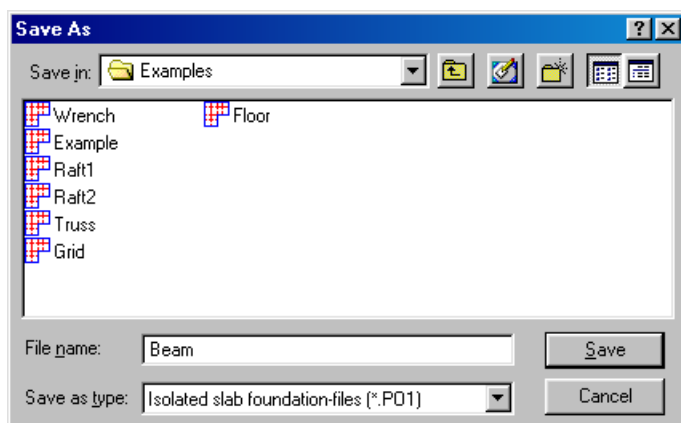 Save As
Save in: Examples
Wrench Floor
Example
Raft1
Raft2
Truss
Grid
File name: Beam Save
Save as type: Isolated slab foundation-files (*.PO1) Cancel